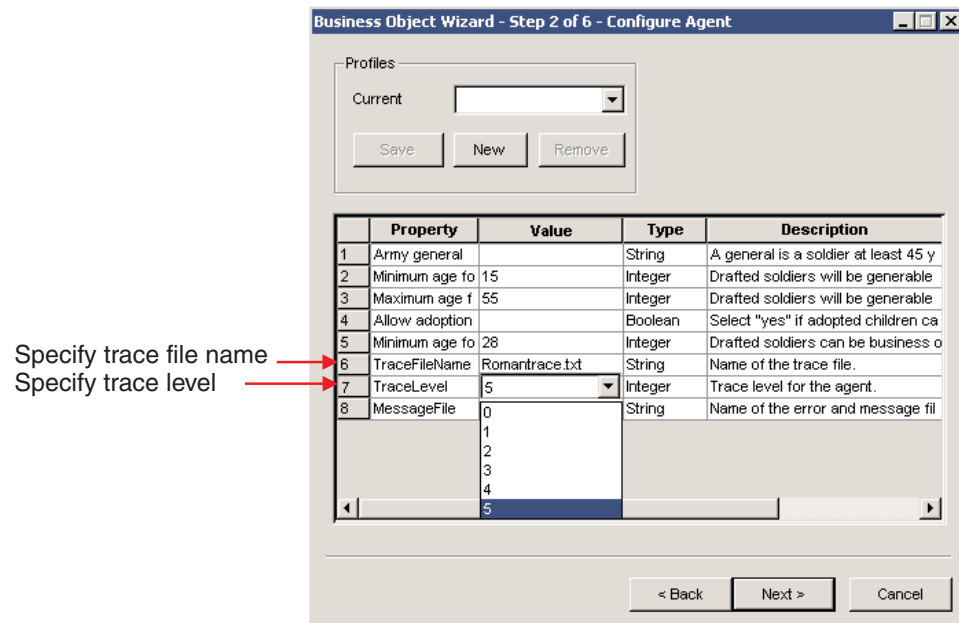 Business Object Wizard - Step 2 of 6 - Configure Agent
Profiles
Current
Save New Remove
Property Value Type Description
1 Army general String A general is a soldier at least 45 y
2 Minimum age fo 15 Integer Drafted soldiers will be generable
3 Maximum age f 55 Integer Drafted soldiers will be generable
4 Allow adoption Boolean Select "yes" if adopted children ca
5 Minimum age fo 28 Integer Drafted soldiers can be business o
Specify trace file name
6 TraceFileName Romantrace.txt String Name of the trace file.
Specify trace level
7 TraceLevel 5 Integer Trace level for the agent.
8 MessageFile String Name of the error and message fil
0
1
2
3
4
5
< Back Next > Cancel